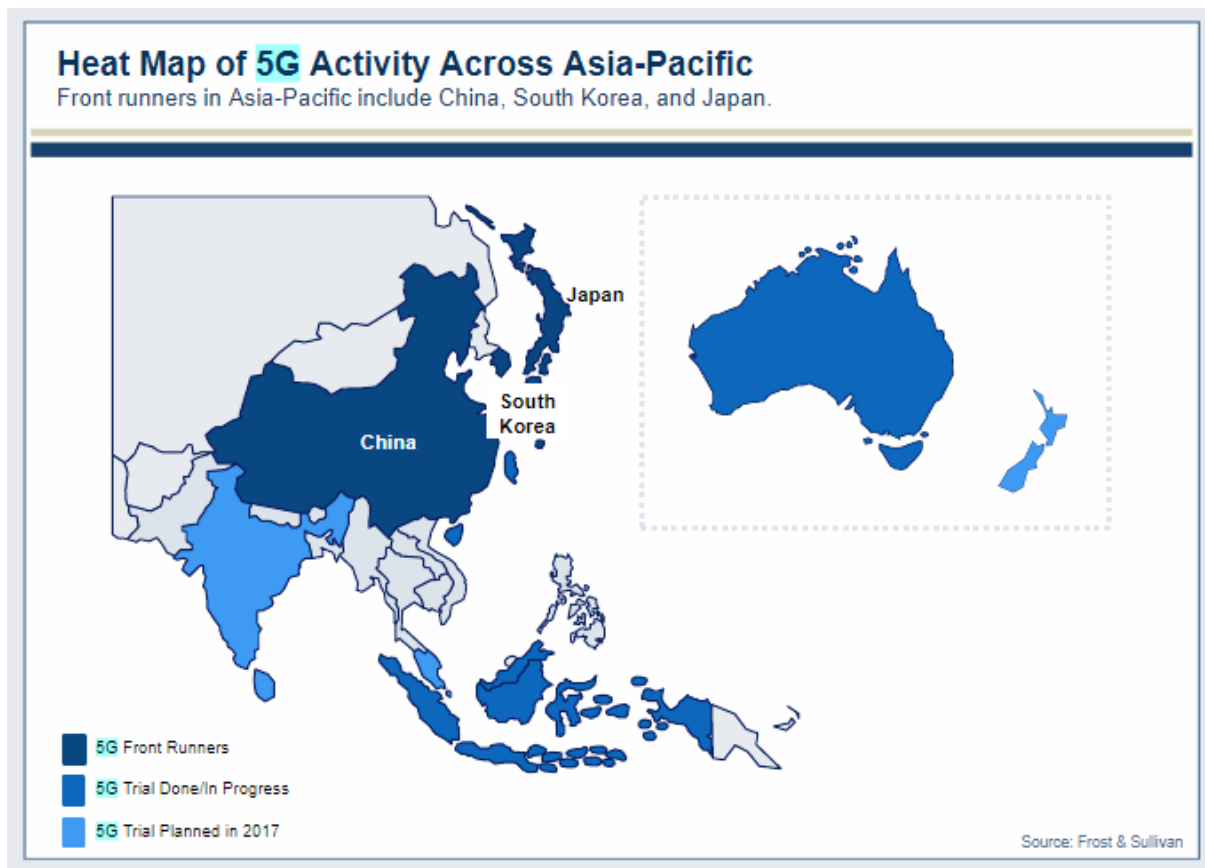 Heat Map of 5G Activity Across Asia-Pacific
Front runners in Asia-Pacific include China, South Korea, and Japan.
Japan
South
Korea
China
5G Front Runners
5G Trial Done/In Progress
5G Trial Planned in 2017
Source: Frost & Sullivan